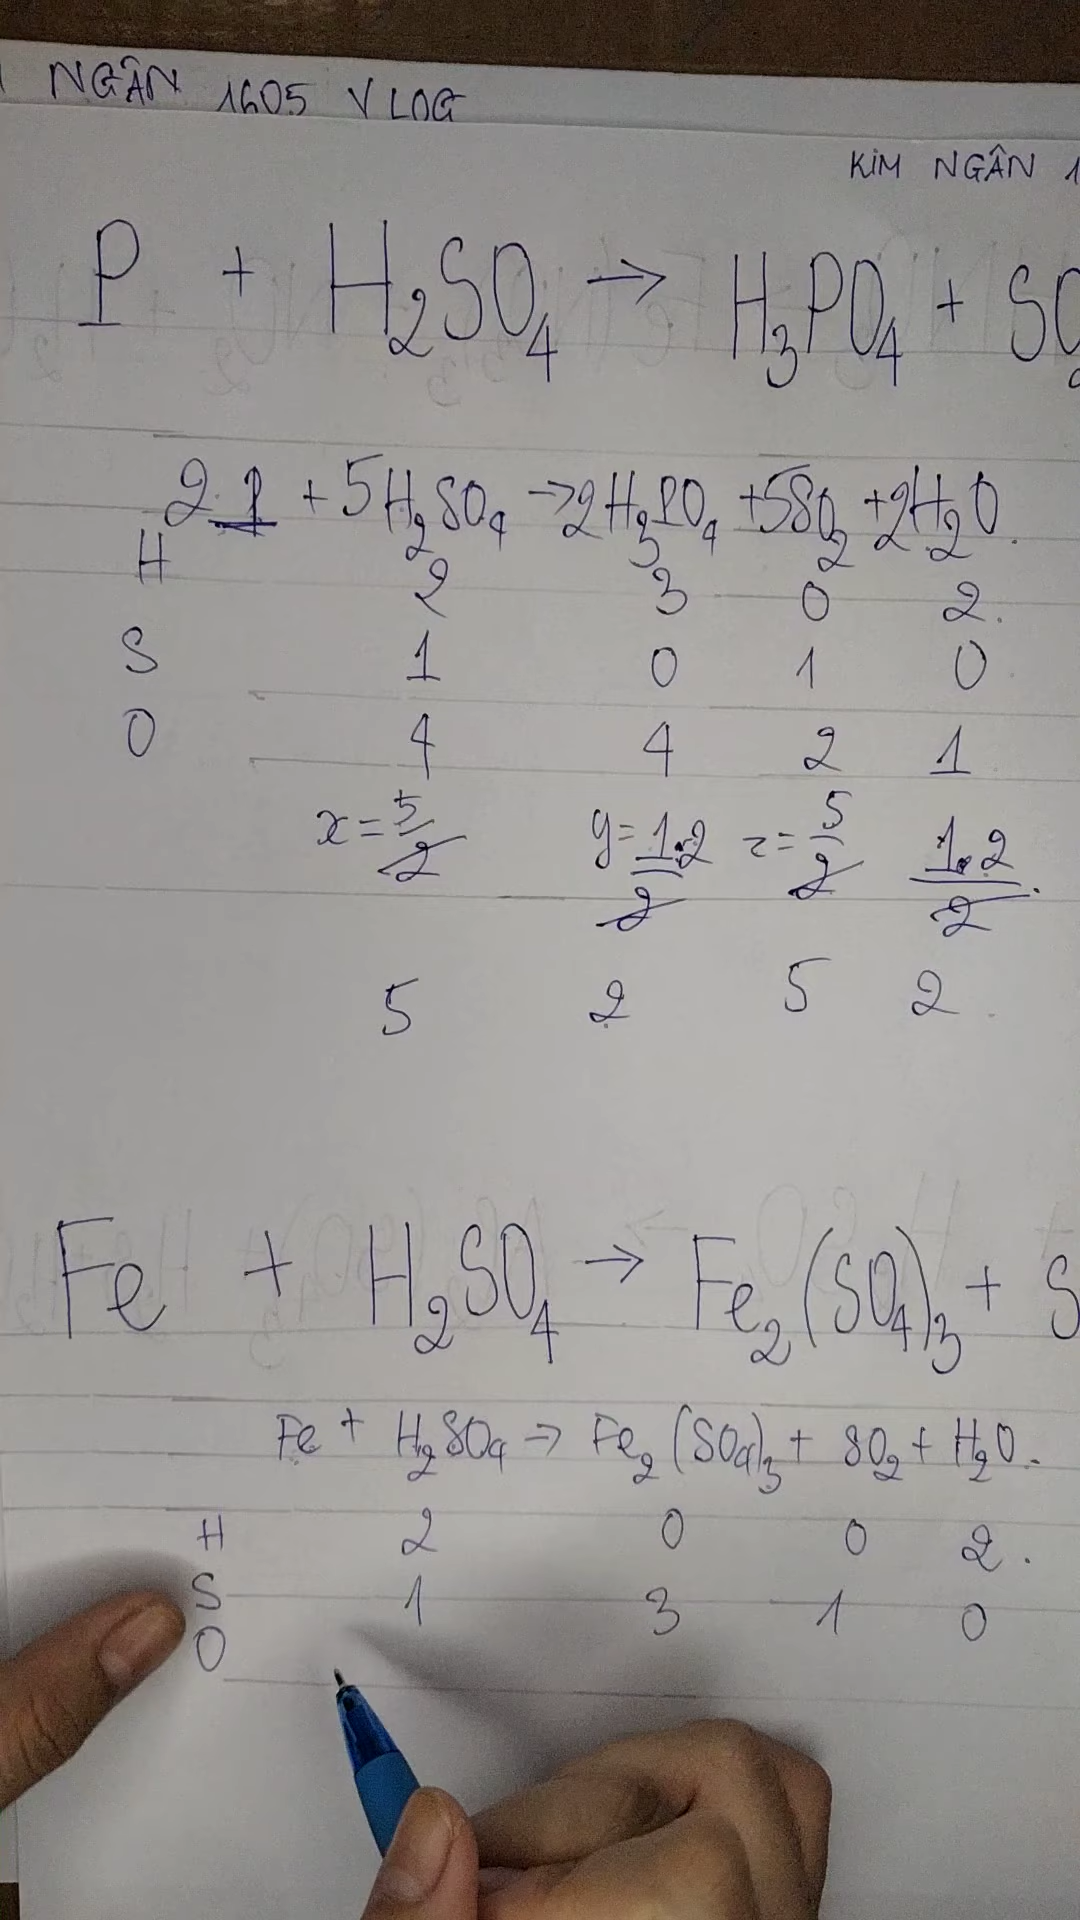 NGÂN 1605 VLOG
KIM NGÂN 1
P + H₂SO₄ → H₃PO₄ + SO₂
2P + 5H₂SO₄ → 2H₃PO₄ + 5SO₂ + 2H₂O.
H 2 3 0 2.
S 1 0 1 0
O 4 4 2 1
x = 5/2 y = 1.2/2 z = 5/2 1.2/2.
5 2 5 2.
Fe + H₂SO₄ → Fe₂(SO₄)₃ + S
Fe + H₂SO₄ → Fe₂(SO₄)₃ + SO₂ + H₂O.
H 2 0 0 2.
S 1 3 1 0
O